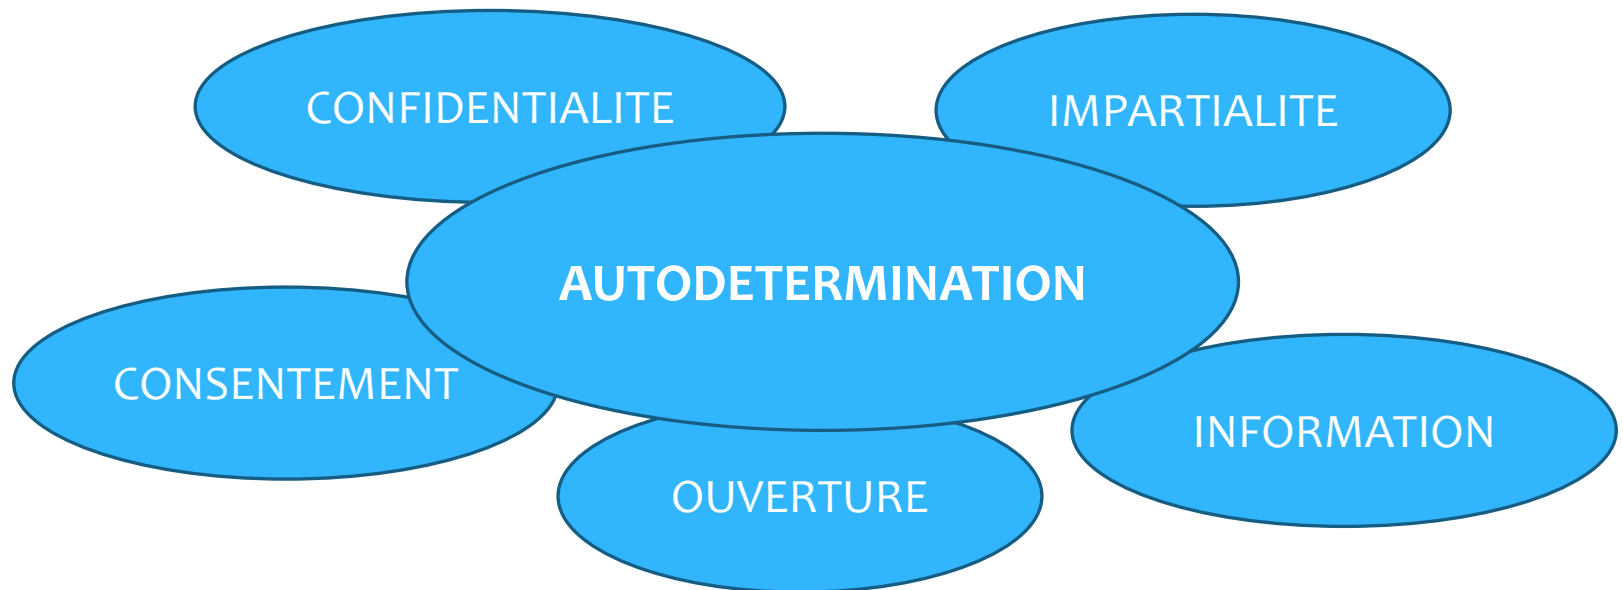 CONFIDENTIALITE
IMPARTIALITE
AUTODETERMINATION
CONSENTEMENT
INFORMATION
OUVERTURE